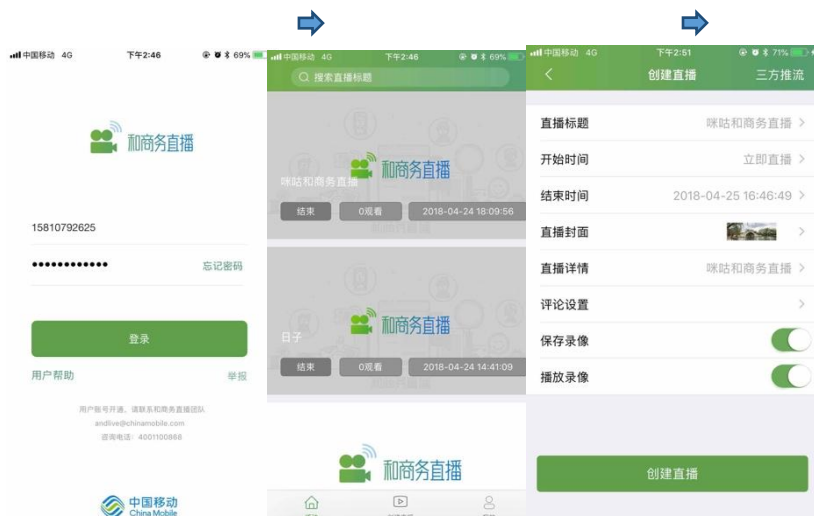 中国移动 4G 下午2:46 69%
和商务直播
15810792625
●●●●●●●●●●●●
忘记密码
登录
用户帮助
举报
用户账号开通，请联系和商务直播团队
andlive@chinamobile.com
咨询电话：4001100868
中国移动
China Mobile
中国移动 4G 下午2:46 69%
搜索直播标题
和商务直播
咪咕和商务直播
结束 0观看 2018-04-24 18:09:56
和商务直播
日子
结束 0观看 2018-04-24 14:41:09
和商务直播
中国移动 4G 下午2:51 71%
创建直播 三方推流
直播标题 咪咕和商务直播
开始时间 立即直播
结束时间 2018-04-25 16:46:49
直播封面
直播详情 咪咕和商务直播
评论设置
保存录像
播放录像
创建直播